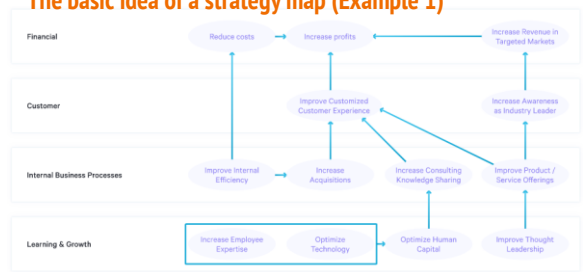 The basic idea of a strategy map (Example 1)
Financial
Reduce costs
Increase profits
Increase Revenue in
Targeted Markets
Customer
Improve Customized
Customer Experience
Increase Awareness
as Industry Leader
Internal Business Processes
Improve Internal
Efficiency
Increase
Acquisitions
Increase Consulting
Knowledge Sharing
Improve Product /
Service Offerings
Learning & Growth
Increase Employee
Expertise
Optimize
Technology
Optimize Human
Capital
Improve Thought
Leadership